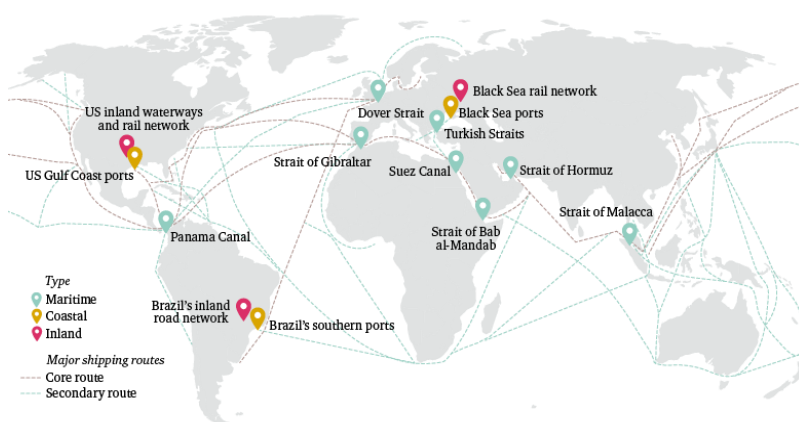 Black Sea rail network
US inland waterways
and rail network
Dover Strait
Black Sea ports
Turkish Straits
Strait of Gibraltar
US Gulf Coast ports
Suez Canal
Strait of Hormuz
Strait of Malacca
Panama Canal
Strait of Bab
al-Mandab
Type
Maritime
Coastal
Inland
Brazil's inland
road network
Brazil's southern ports
Major shipping routes
Core route
Secondary route